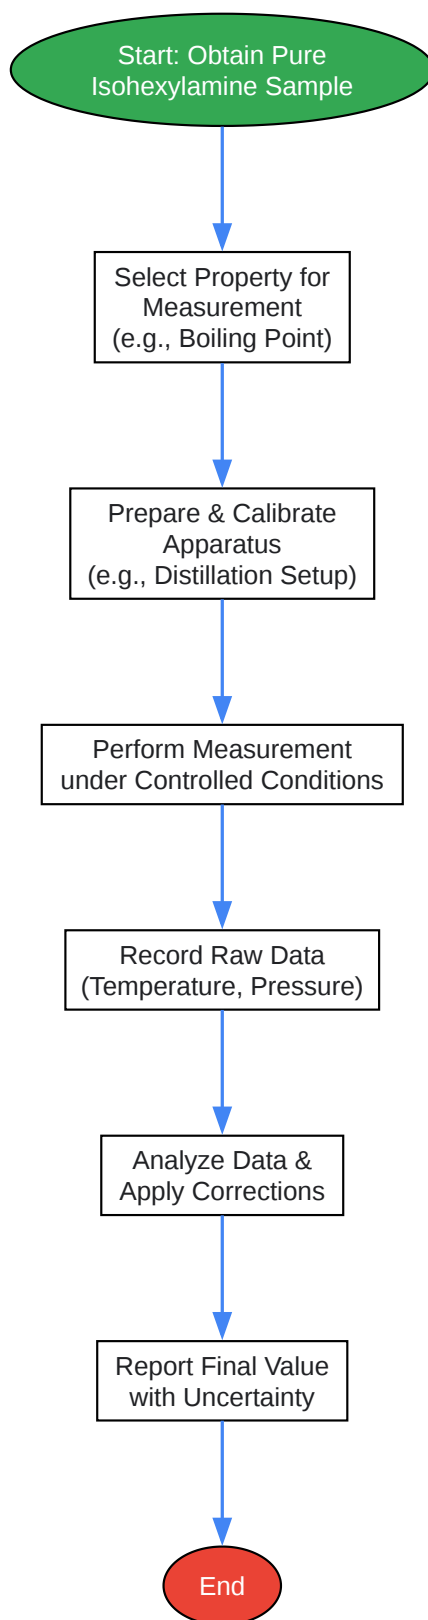 Start: Obtain Pure
Isohexylamine Sample
Select Property for
Measurement
(e.g., Boiling Point)
Prepare & Calibrate
Apparatus
(e.g., Distillation Setup)
Perform Measurement
under Controlled Conditions
Record Raw Data
(Temperature, Pressure)
Analyze Data &
Apply Corrections
Report Final Value
with Uncertainty
End